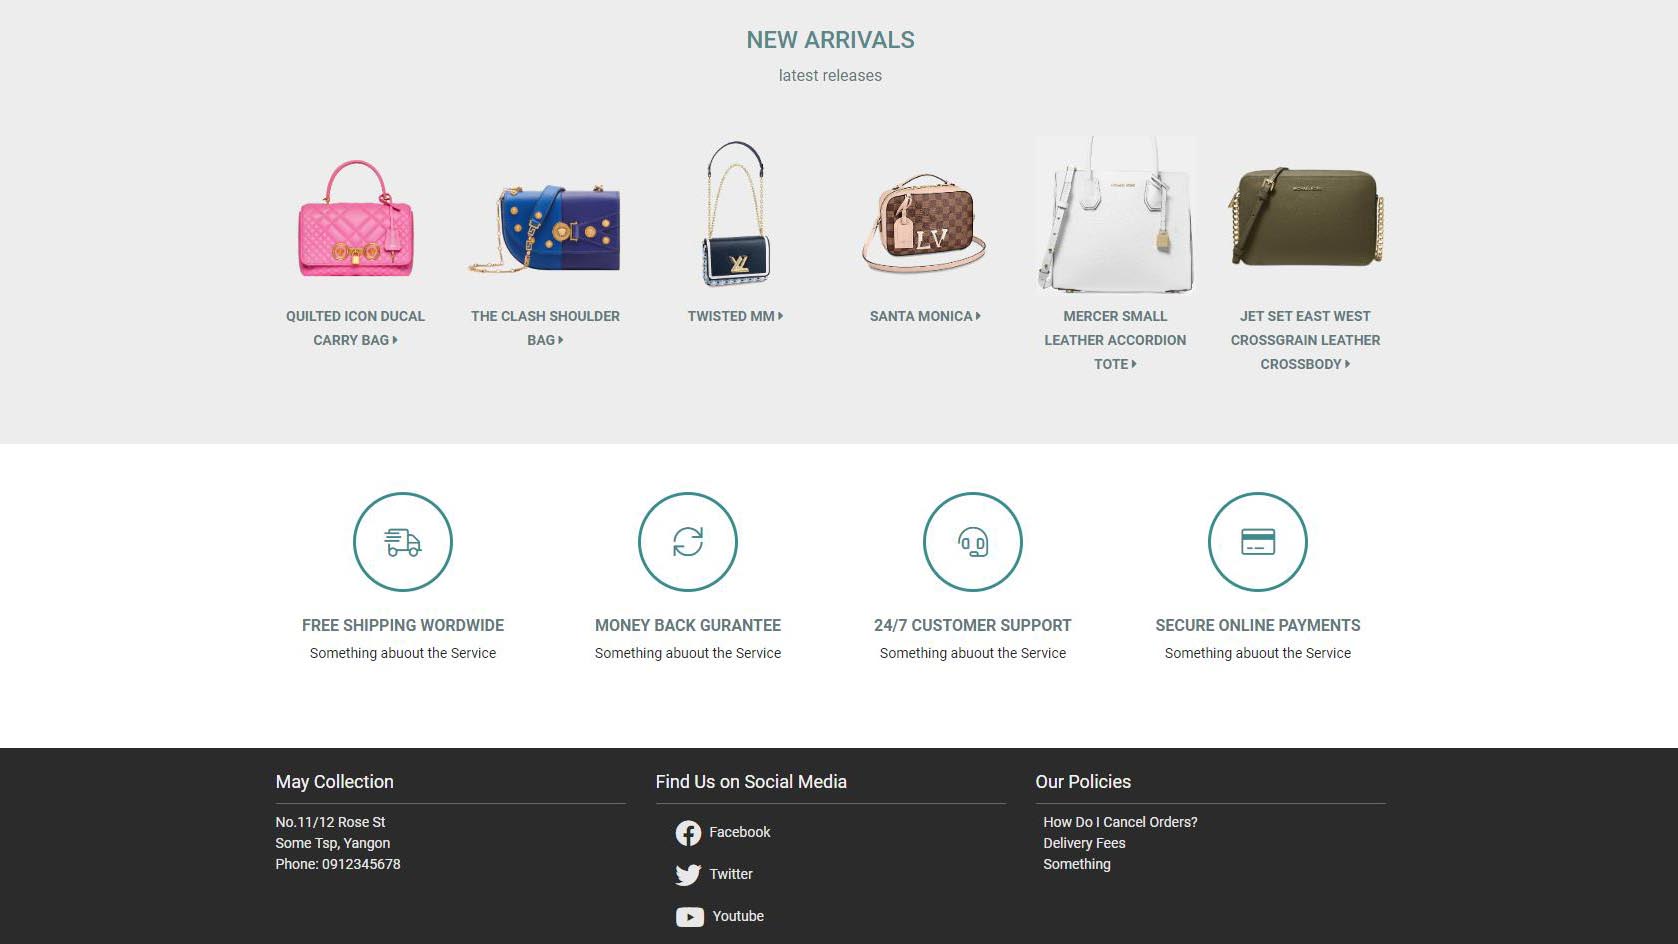 NEW ARRIVALS
latest releases
LV
MICHAEL KORS
QUILTED ICON DUCAL
CARRY BAG
THE CLASH SHOULDER
BAG
TWISTED MM
SANTA MONICA
MERCER SMALL
LEATHER ACCORDION
TOTE
JET SET EAST WEST
CROSSGRAIN LEATHER
CROSSBODY
FREE SHIPPING WORDWIDE
Something abuout the Service
MONEY BACK GURANTEE
Something abuout the Service
24/7 CUSTOMER SUPPORT
Something abuout the Service
SECURE ONLINE PAYMENTS
Something abuout the Service
May Collection
No.11/12 Rose St
Some Tsp, Yangon
Phone: 0912345678
Find Us on Social Media
Facebook
Twitter
Youtube
Our Policies
How Do I Cancel Orders?
Delivery Fees
Something